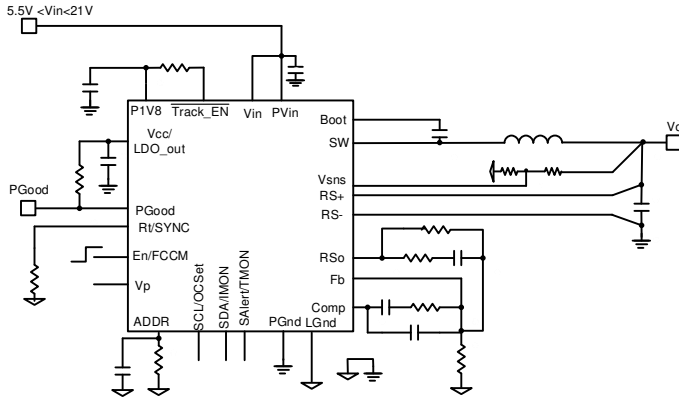 5.5V <Vin<21V
P1V8
Track_EN
Vin
PVin
Boot
Vcc/
LDO_out
SW
Vo
Vsns
PGood
RS+
PGood
RS-
Rt/SYNC
En/FCCM
RSo
Fb
Vp
Comp
ADDR
SCL/OCSet
SDA/IMON
SAlert/TMON
PGnd
LGnd